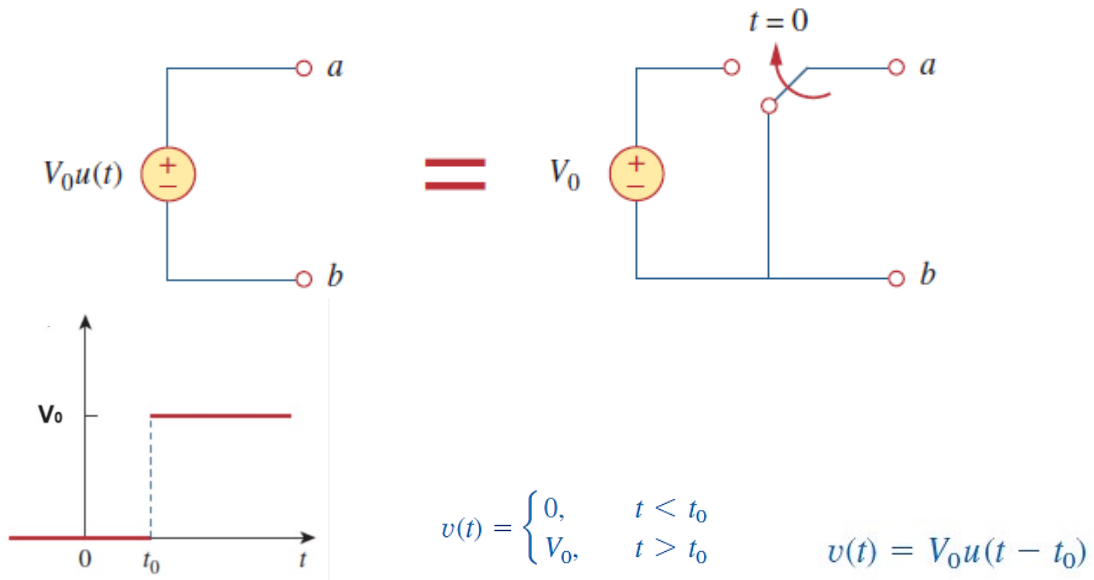 t = 0
a
a
V₀u(t)
+
−
=
V₀
+
−
b
b
V₀
0
t₀
t
v(t) = { 0, t < t₀
V₀, t > t₀
v(t) = V₀u(t − t₀)